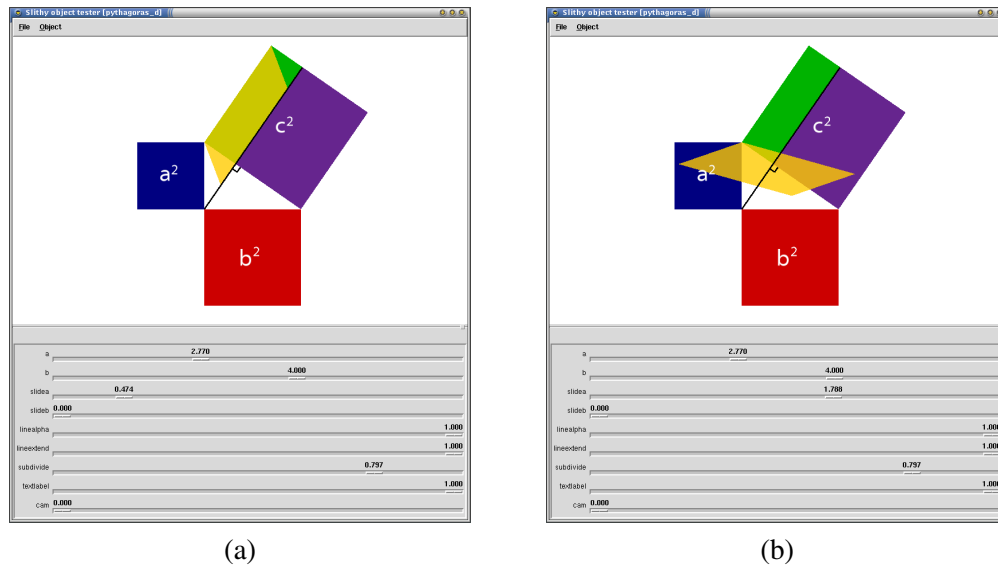 Slithy object tester [pythagoras_d]
File Object
c²
a²
b²
a 2.770
b 4.000
slidea 0.474
slideb 0.000
linealpha 1.000
lineextend 1.000
subdivide 0.797
textlabel 1.000
cam 0.000
(a)
Slithy object tester [pythagoras_d]
File Object
c²
a²
b²
a 2.770
b 4.000
slidea 1.788
slideb 0.000
linealpha 1.000
lineextend 1.000
subdivide 0.797
textlabel 1.000
cam 0.000
(b)